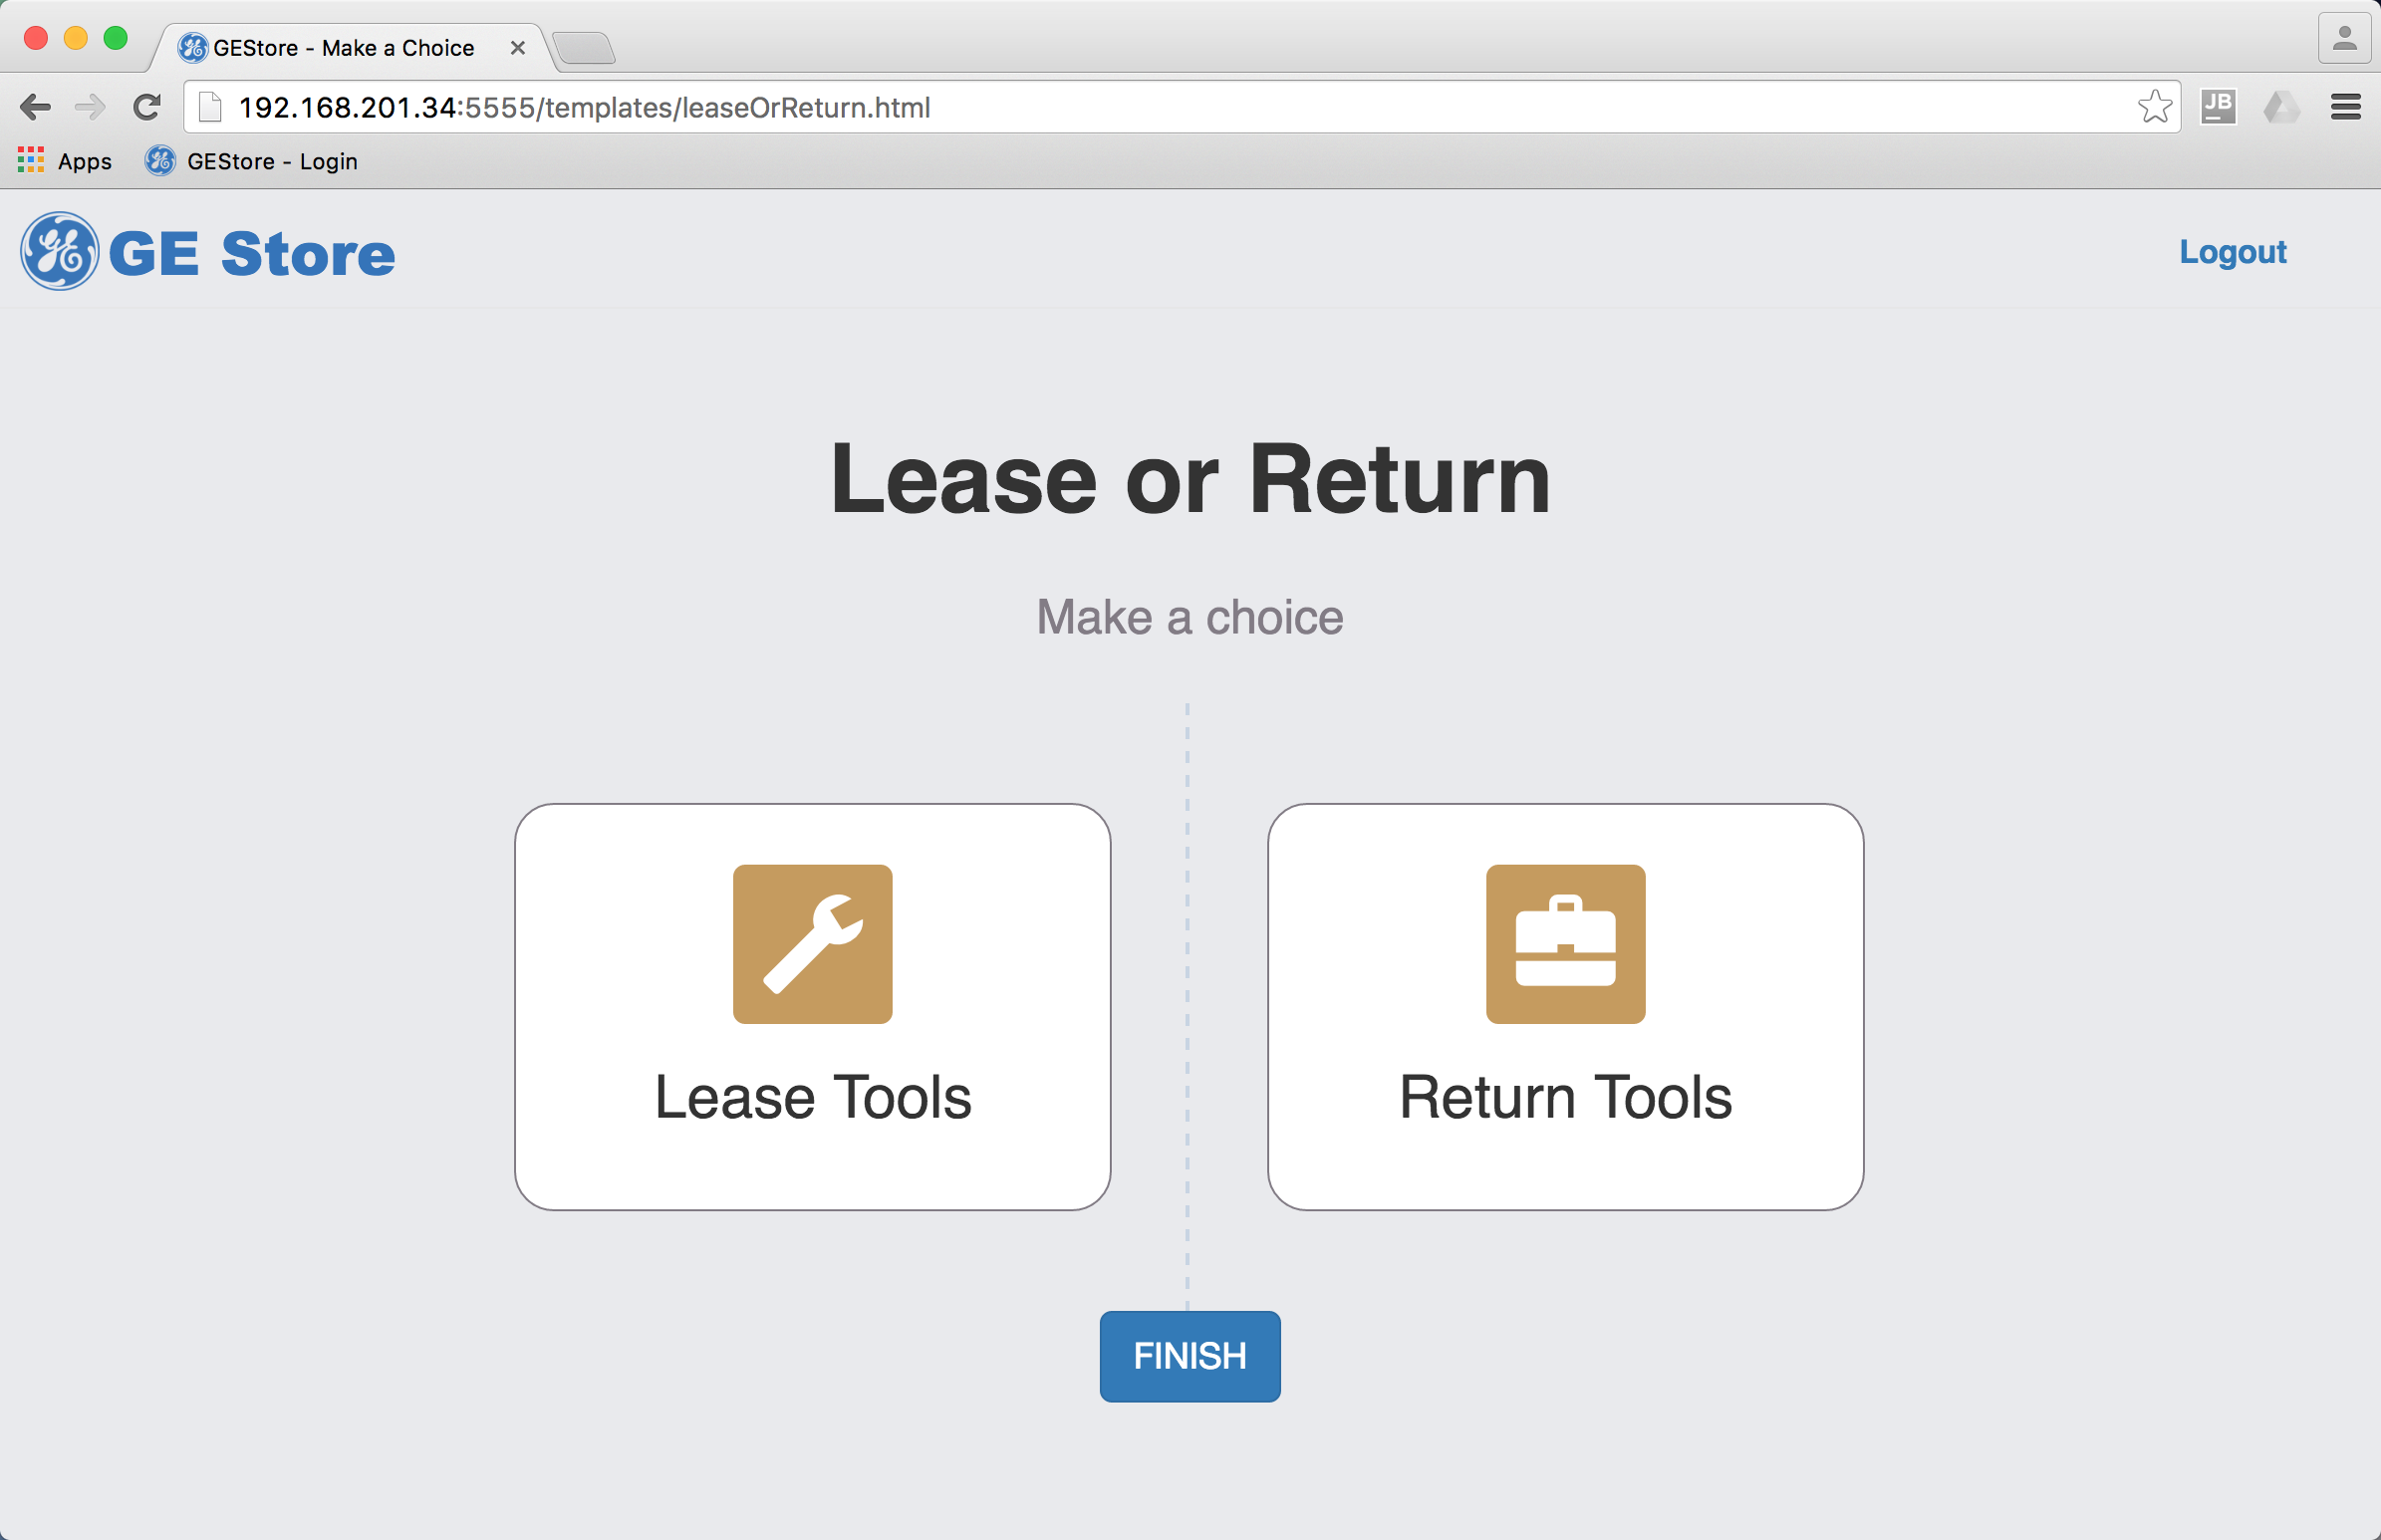 GEStore - Make a Choice
192.168.201.34:5555/templates/leaseOrReturn.html
JB
Apps
GEStore - Login
GE Store
Logout
Lease or Return
Make a choice
Lease Tools
Return Tools
FINISH